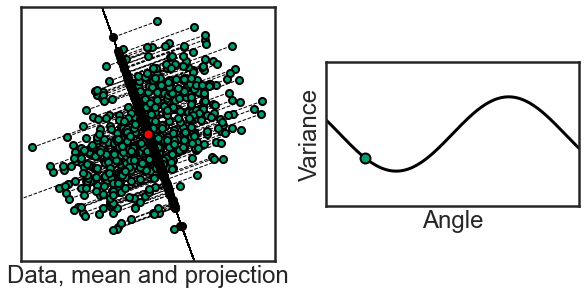 Data, mean and projection
Variance
Angle